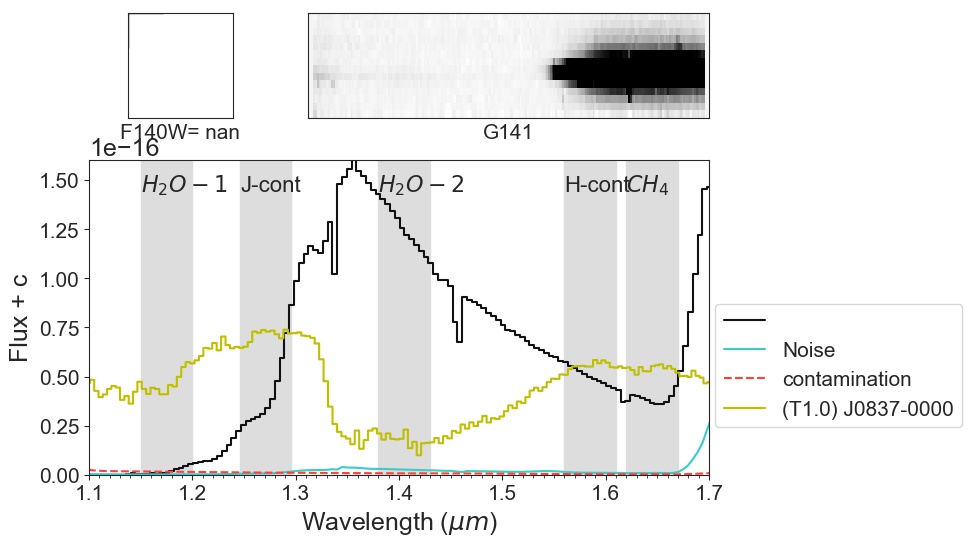 F140W= nan
G141
1e−16
H₂O − 1
J-cont
H₂O − 2
H-cont
CH₄
1.50
1.25
1.00
0.75
0.50
0.25
0.00
Flux + c
1.1
1.2
1.3
1.4
1.5
1.6
1.7
Wavelength (μm)
Noise
contamination
(T1.0) J0837-0000